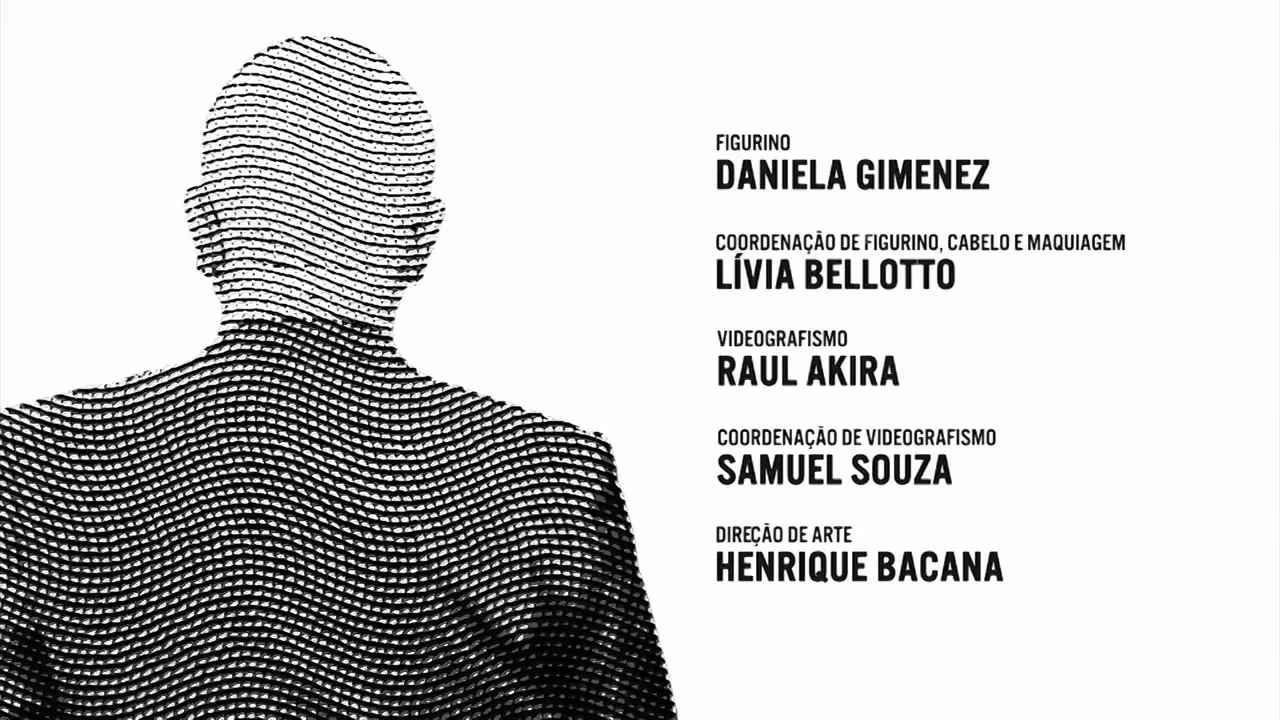 FIGURINO
DANIELA GIMENEZ
COORDENAÇÃO DE FIGURINO, CABELO E MAQUIAGEM
LÍVIA BELLOTTO
VIDEOGRAFISMO
RAUL AKIRA
COORDENAÇÃO DE VIDEOGRAFISMO
SAMUEL SOUZA
DIREÇÃO DE ARTE
HENRIQUE BACANA